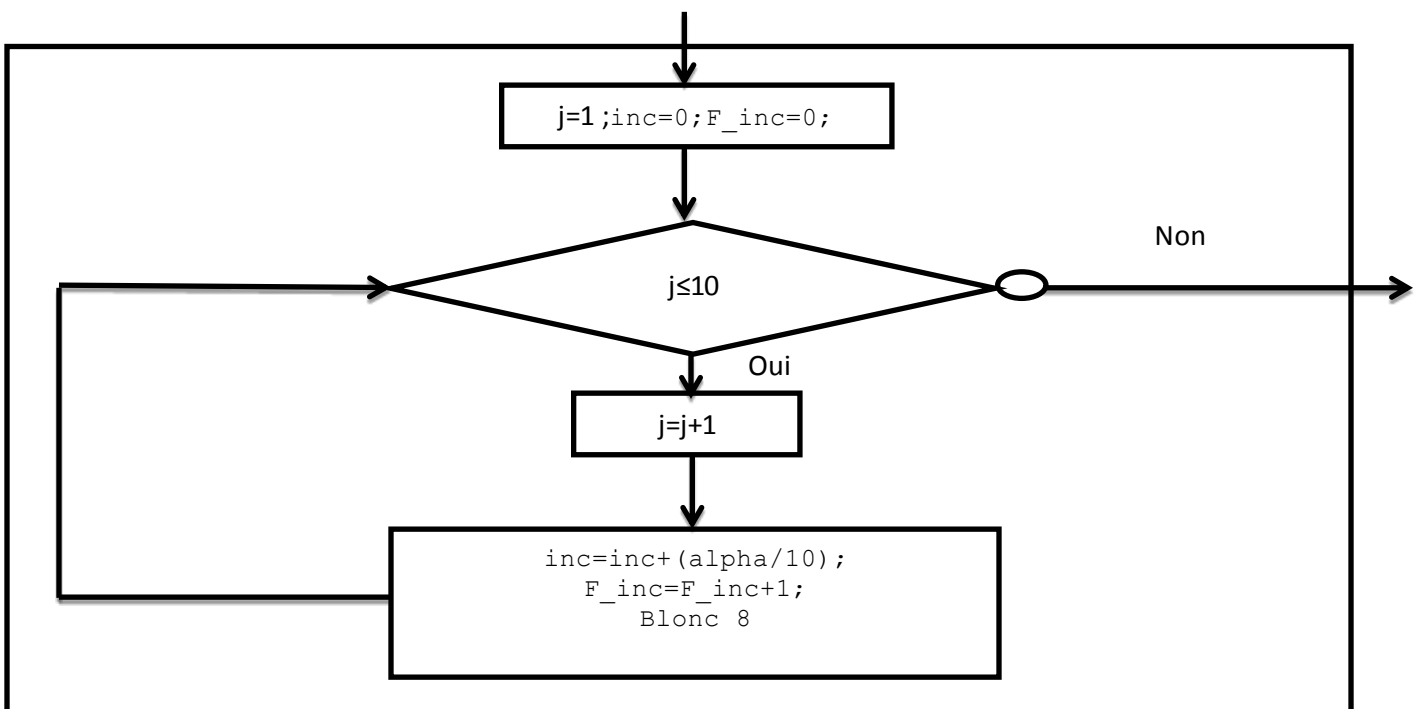 j=1 ;inc=0;F_inc=0;
Non
j≤10
Oui
j=j+1
inc=inc+(alpha/10);
F_inc=F_inc+1;
Blonc 8